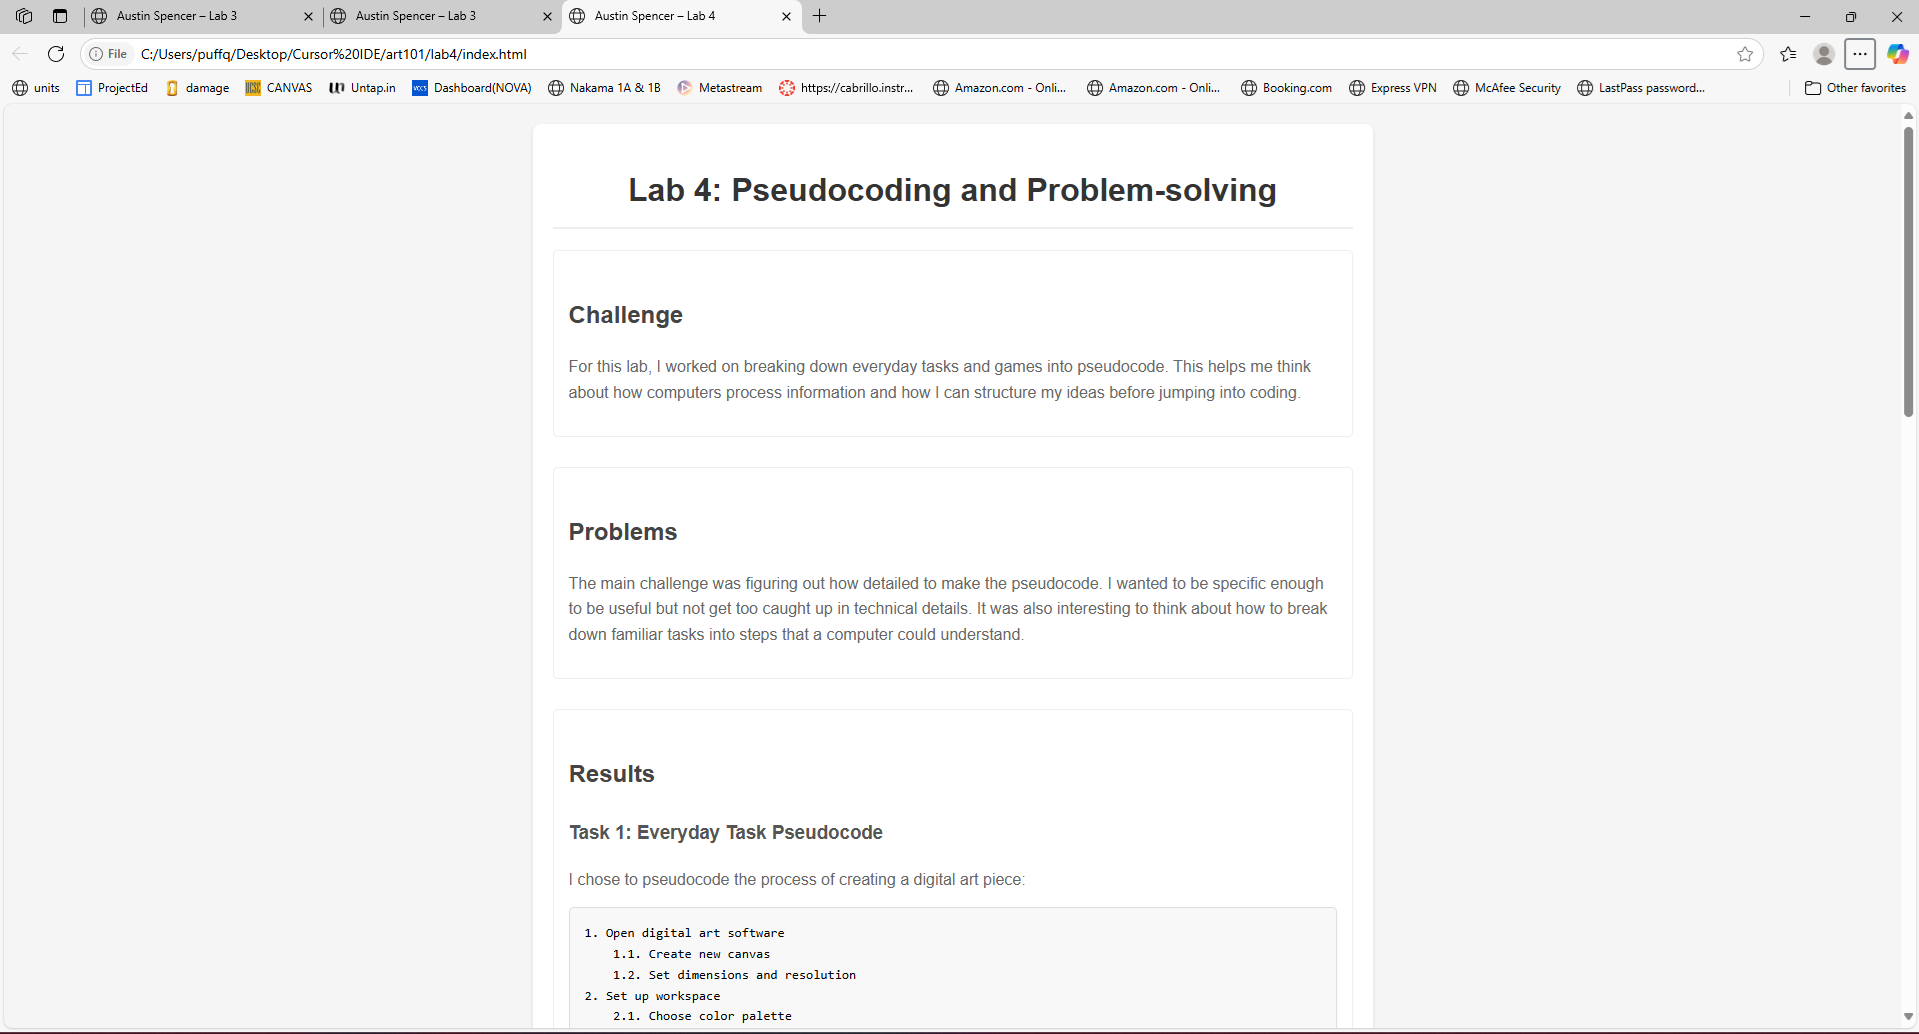 Austin Spencer – Lab 3
Austin Spencer – Lab 3
Austin Spencer – Lab 4
File
C:/Users/puffq/Desktop/Cursor%20IDE/art101/lab4/index.html
units
ProjectEd
damage
UCSC
CANVAS
Untap.in
VCCS
Dashboard(NOVA)
Nakama 1A & 1B
Metastream
https://cabrillo.instr...
Amazon.com - Onli...
Amazon.com - Onli...
Booking.com
Express VPN
McAfee Security
LastPass password...
Other favorites
Lab 4: Pseudocoding and Problem-solving
Challenge
For this lab, I worked on breaking down everyday tasks and games into pseudocode. This helps me think
about how computers process information and how I can structure my ideas before jumping into coding.
Problems
The main challenge was figuring out how detailed to make the pseudocode. I wanted to be specific enough
to be useful but not get too caught up in technical details. It was also interesting to think about how to break
down familiar tasks into steps that a computer could understand.
Results
Task 1: Everyday Task Pseudocode
I chose to pseudocode the process of creating a digital art piece:
1. Open digital art software
1.1. Create new canvas
1.2. Set dimensions and resolution
2. Set up workspace
2.1. Choose color palette